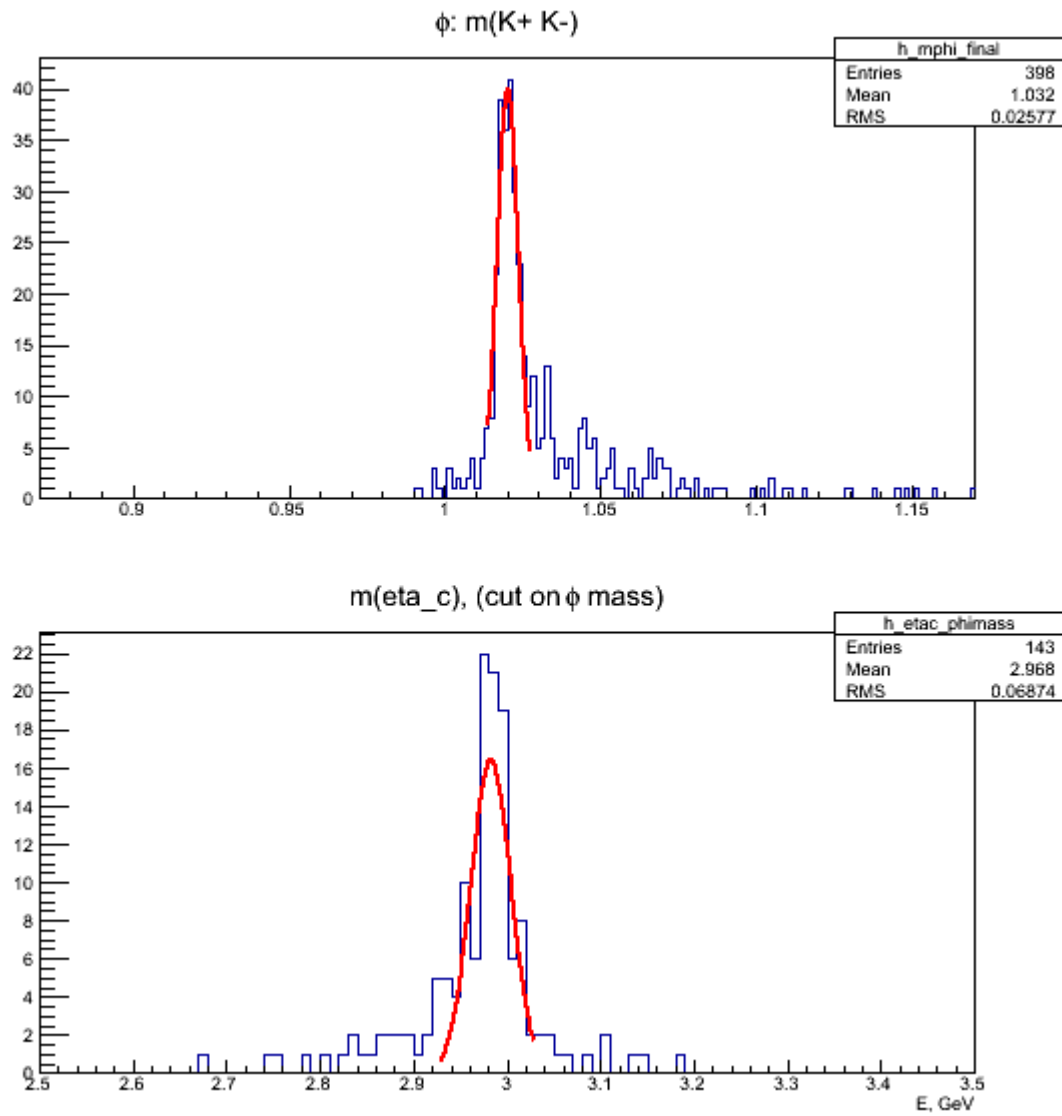 ϕ: m(K+ K-)
h_mphi_final
Entries 398
Mean 1.032
RMS 0.02577
40
35
30
25
20
15
10
5
0
0.9 0.95 1 1.05 1.1 1.15
m(eta_c), (cut on ϕ mass)
h_etac_phimass
Entries 143
Mean 2.968
RMS 0.06874
22
20
18
16
14
12
10
8
6
4
2
0
2.5 2.6 2.7 2.8 2.9 3 3.1 3.2 3.3 3.4 3.5
E, GeV